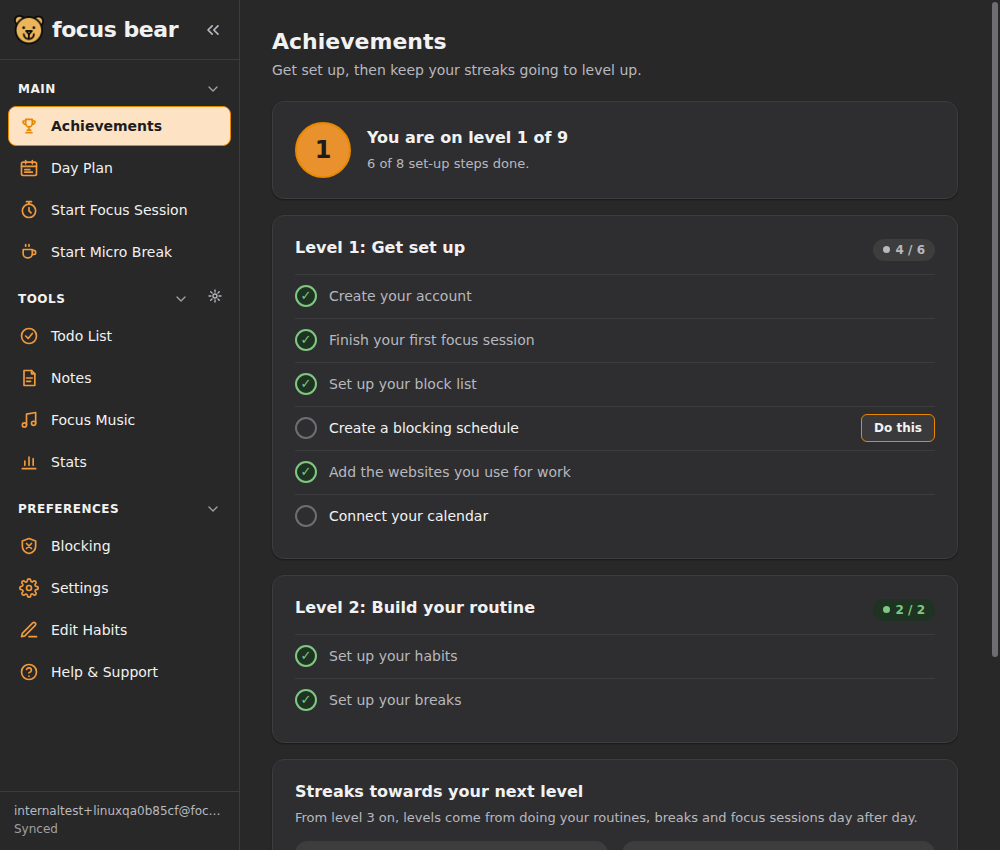 focus bear
MAIN
Achievements
Day Plan
Start Focus Session
Start Micro Break
TOOLS
Todo List
Notes
Focus Music
Stats
PREFERENCES
Blocking
Settings
Edit Habits
Help & Support
internaltest+linuxqa0b85cf@foc...
Synced
Achievements
Get set up, then keep your streaks going to level up.
1
You are on level 1 of 9
6 of 8 set-up steps done.
Level 1: Get set up
4 / 6
Create your account
Finish your first focus session
Set up your block list
Create a blocking schedule
Do this
Add the websites you use for work
Connect your calendar
Level 2: Build your routine
2 / 2
Set up your habits
Set up your breaks
Streaks towards your next level
From level 3 on, levels come from doing your routines, breaks and focus sessions day after day.